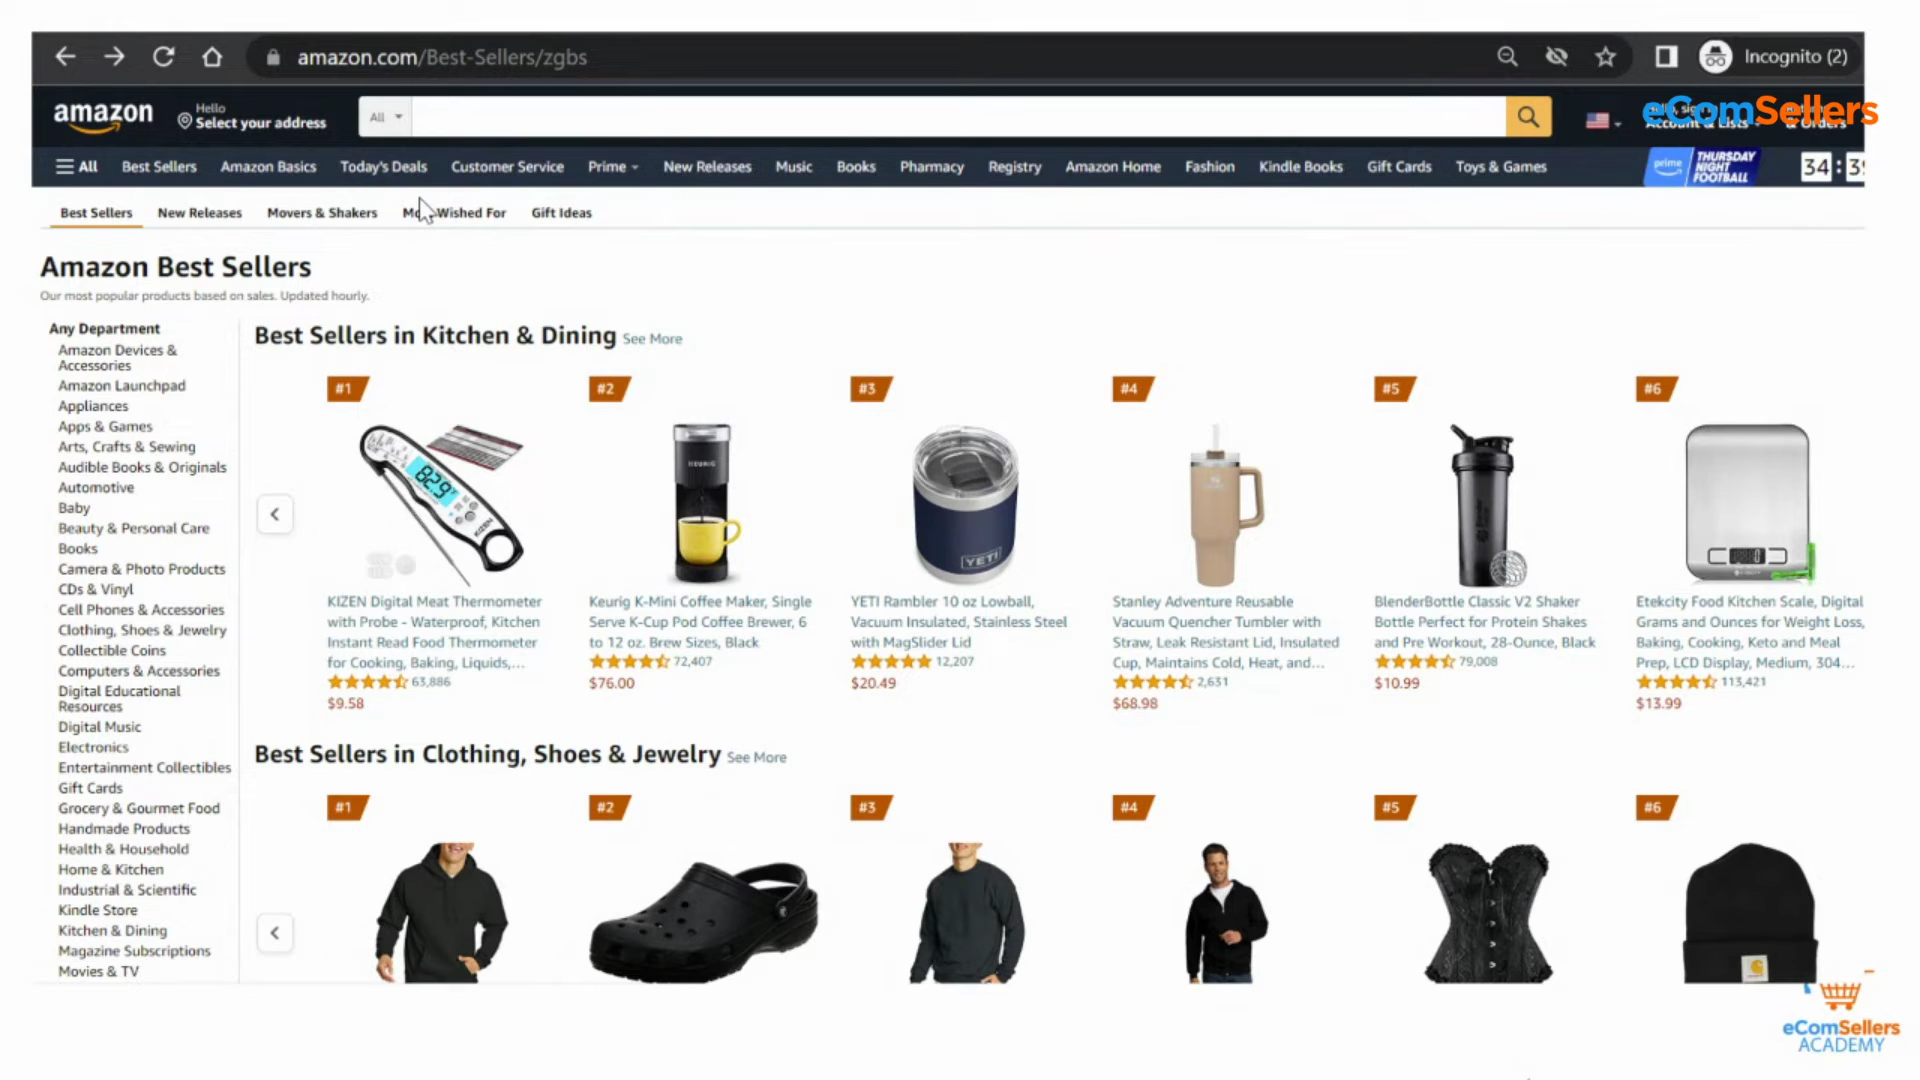 amazon.com/Best-Sellers/zgbs
Incognito (2)
amazon
Hello
Select your address
All
eComSellers
Account & Lists
& Orders
All Best Sellers Amazon Basics Today's Deals Customer Service Prime New Releases Music Books Pharmacy Registry Amazon Home Fashion Kindle Books Gift Cards Toys & Games
prime THURSDAY NIGHT FOOTBALL
34 :
Best Sellers New Releases Movers & Shakers Wished For Gift Ideas
Amazon Best Sellers
Our most popular products based on sales. Updated hourly.
Any Department
Amazon Devices &
Accessories
Amazon Launchpad
Appliances
Apps & Games
Arts, Crafts & Sewing
Audible Books & Originals
Automotive
Baby
Beauty & Personal Care
Books
Camera & Photo Products
CDs & Vinyl
Cell Phones & Accessories
Clothing, Shoes & Jewelry
Collectible Coins
Computers & Accessories
Digital Educational
Resources
Digital Music
Electronics
Entertainment Collectibles
Gift Cards
Grocery & Gourmet Food
Handmade Products
Health & Household
Home & Kitchen
Industrial & Scientific
Kindle Store
Kitchen & Dining
Magazine Subscriptions
Movies & TV
Best Sellers in Kitchen & Dining See More
#1
KIZEN
KIZEN Digital Meat Thermometer
with Probe - Waterproof, Kitchen
Instant Read Food Thermometer
for Cooking, Baking, Liquids,...
63,886
$9.58
#2
KEURIG
Keurig K-Mini Coffee Maker, Single
Serve K-Cup Pod Coffee Brewer, 6
to 12 oz. Brew Sizes, Black
72,407
$76.00
#3
YETI
YETI Rambler 10 oz Lowball,
Vacuum Insulated, Stainless Steel
with MagSlider Lid
12,207
$20.49
#4
Stanley Adventure Reusable
Vacuum Quencher Tumbler with
Straw, Leak Resistant Lid, Insulated
Cup, Maintains Cold, Heat, and...
2,631
$68.98
#5
BlenderBottle Classic V2 Shaker
Bottle Perfect for Protein Shakes
and Pre Workout, 28-Ounce, Black
79,008
$10.99
#6
Etekcity Food Kitchen Scale, Digital
Grams and Ounces for Weight Loss,
Baking, Cooking, Keto and Meal
Prep, LCD Display, Medium, 304...
113,421
$13.99
Best Sellers in Clothing, Shoes & Jewelry See More
#1
#2
#3
#4
#5
#6
eComSellers
ACADEMY